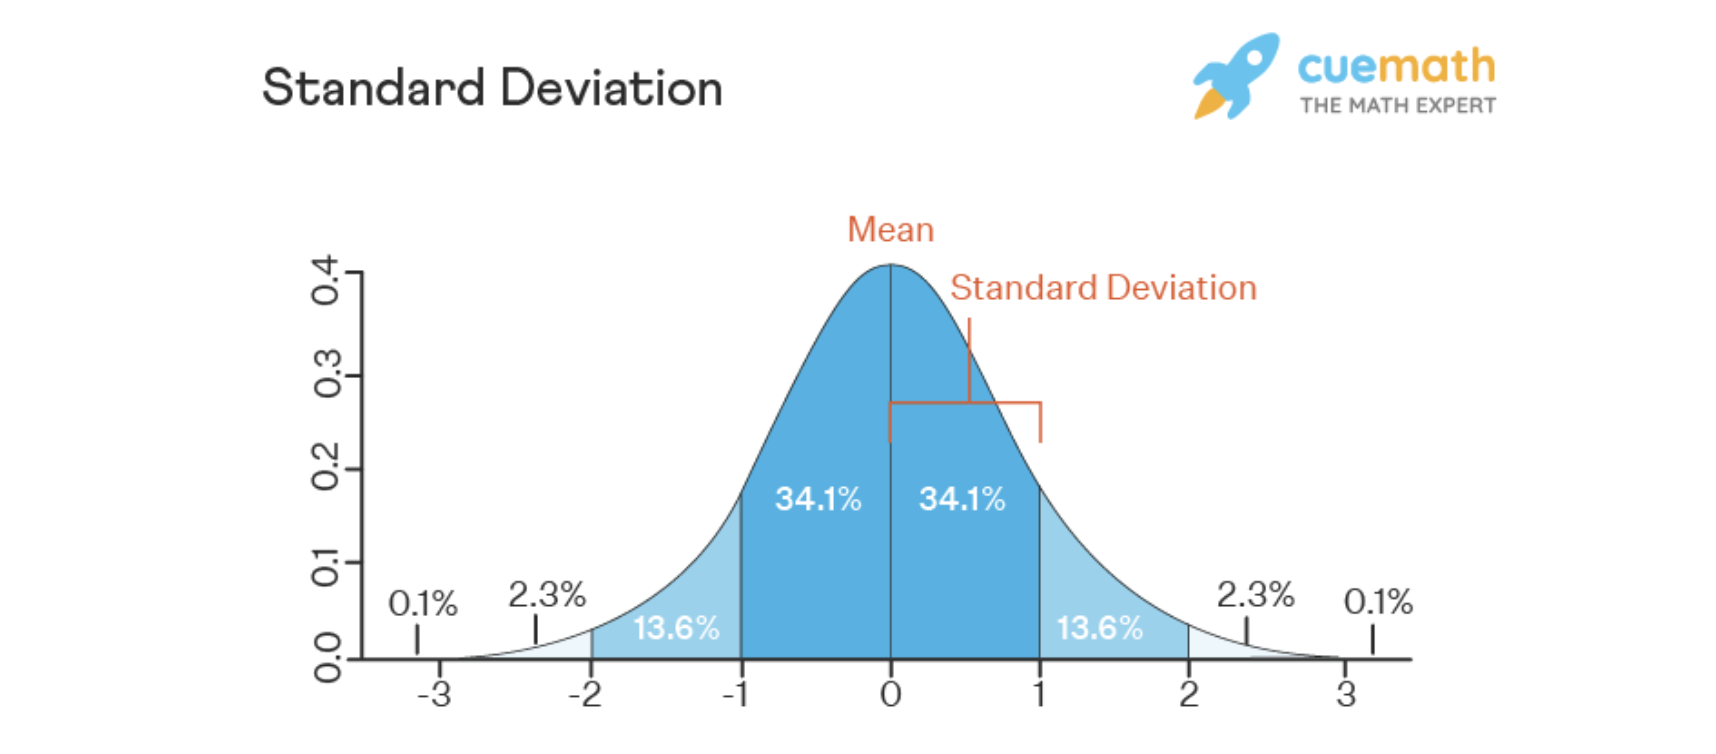 Standard Deviation
cuemath
THE MATH EXPERT
Mean
Standard Deviation
0.4
0.3
0.2
0.1
0.0
34.1% 34.1%
0.1% 2.3% 13.6% 13.6% 2.3% 0.1%
-3 -2 -1 0 1 2 3